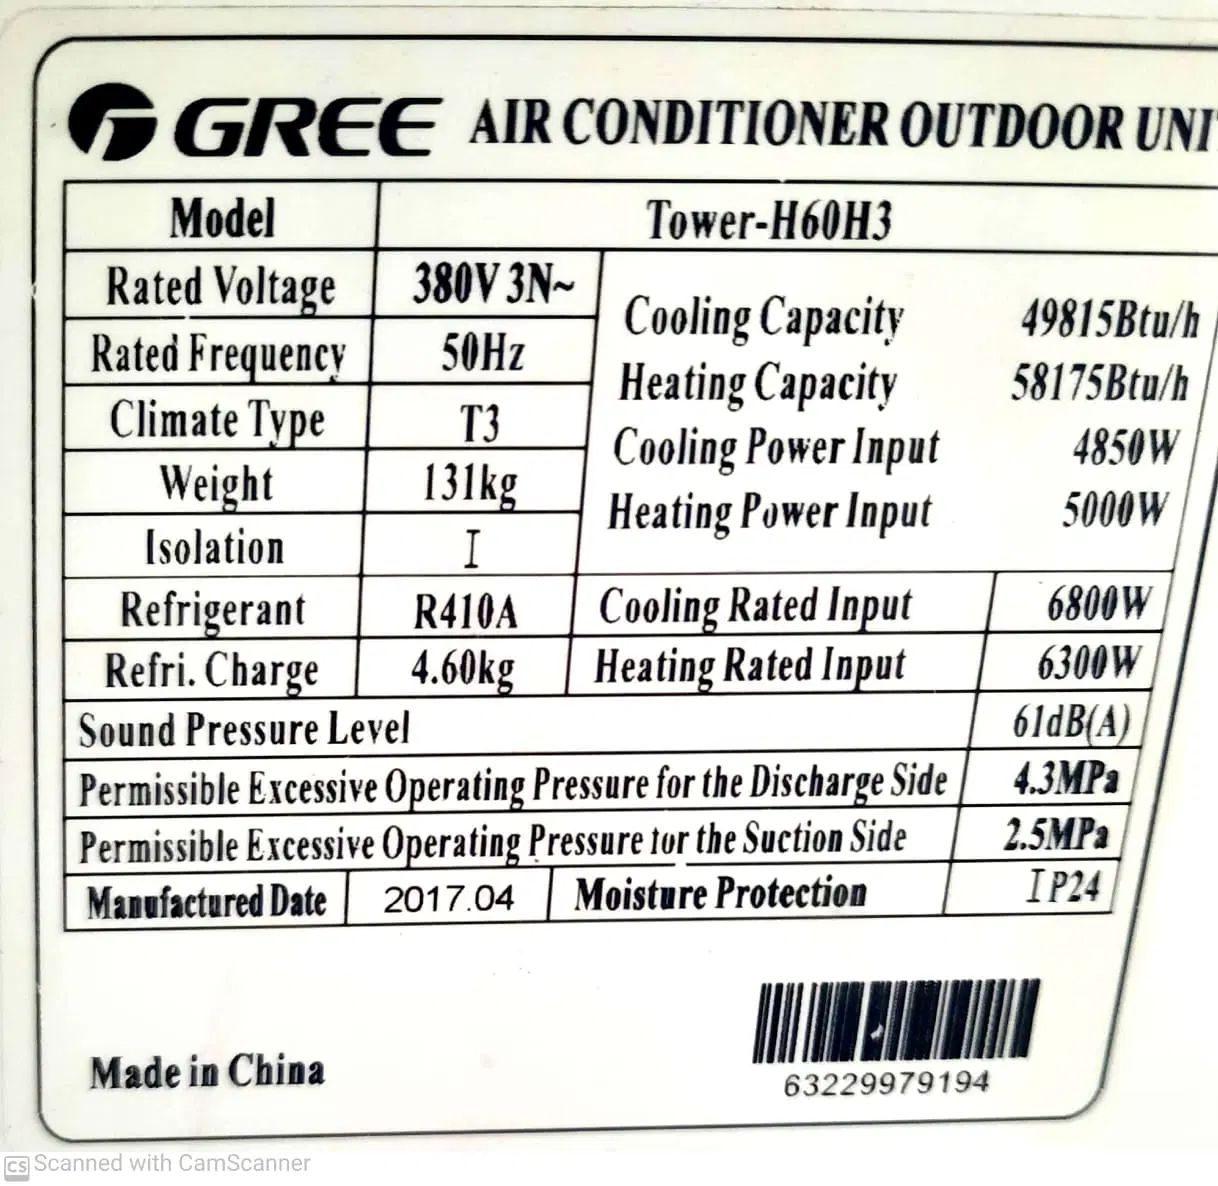 GREE AIR CONDITIONER OUTDOOR UNI
Model Tower-H60H3
Rated Voltage 380V 3N~
Rated Frequency 50Hz
Climate Type T3
Weight 131kg
Isolation I
Cooling Capacity 49815Btu/h
Heating Capacity 58175Btu/h
Cooling Power Input 4850W
Heating Power Input 5000W
Refrigerant R410A Cooling Rated Input 6800W
Refri. Charge 4.60kg Heating Rated Input 6300W
Sound Pressure Level 61dB(A)
Permissible Excessive Operating Pressure for the Discharge Side 4.3MPa
Permissible Excessive Operating Pressure for the Suction Side 2.5MPa
Manufactured Date 2017.04 Moisture Protection IP24
Made in China
63229979194
CS Scanned with CamScanner